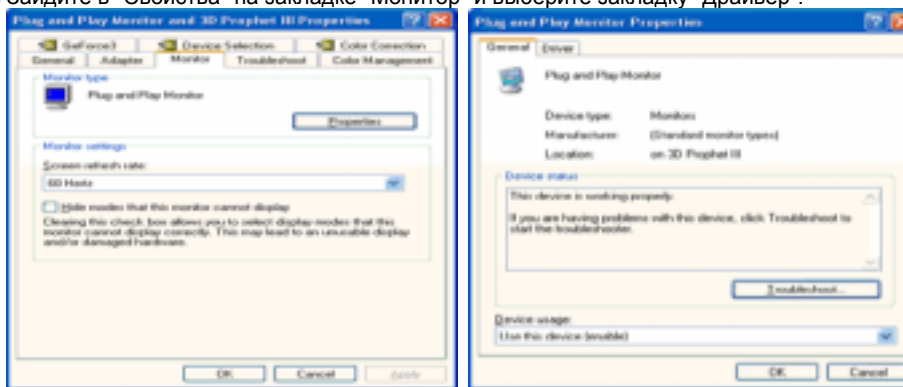 Зайдите в "Свойства" на закладке "Монитор" и выберите закладку "Драйвер".
Plug and Play Monitor and 3D Prophet III Properties
GeForce3 Device Selection Color Correction
General Adapter Monitor Troubleshoot Color Management
Monitor type
Plug and Play Monitor
Properties
Monitor settings
Screen refresh rate:
60 Hertz
Hide modes that this monitor cannot display
Clearing this check box allows you to select display modes that this
monitor cannot display correctly. This may lead to an unusable display
and/or damaged hardware.
OK Cancel Apply
Plug and Play Monitor Properties
General Driver
Plug and Play Monitor
Device type: Monitors
Manufacturer: (Standard monitor types)
Location: on 3D Prophet III
Device status
This device is working properly.
If you are having problems with this device, click Troubleshoot to
start the troubleshooter.
Troubleshoot...
Device usage:
Use this device (enable)
OK Cancel